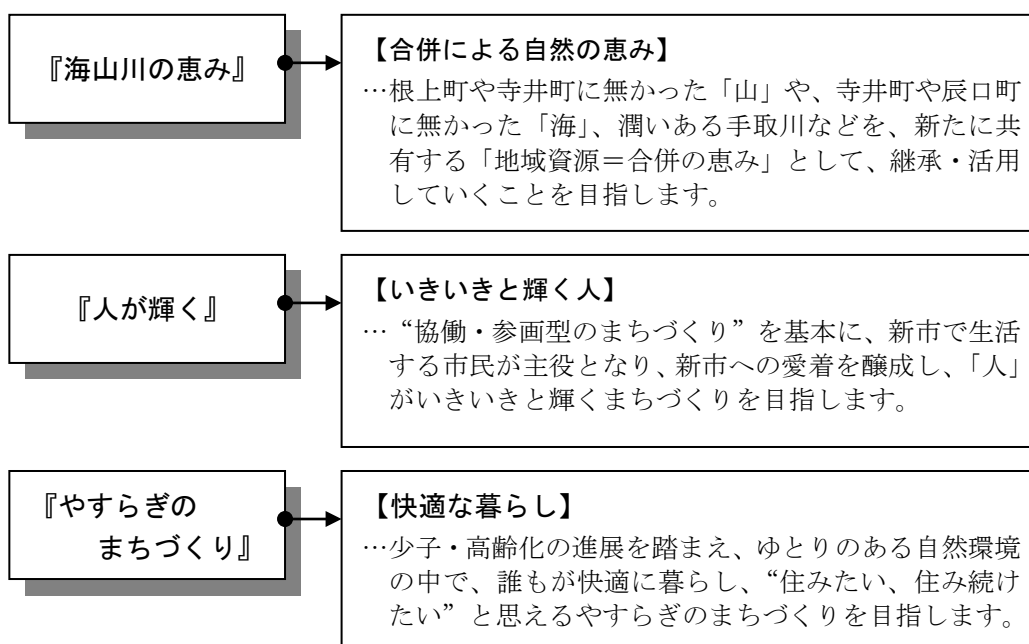 『海山川の恵み』
【合併による自然の恵み】
…根上町や寺井町に無かった「山」や、寺井町や辰口町
に無かった「海」、潤いある手取川などを、新たに共
有する「地域資源＝合併の恵み」として、継承・活用
していくことを目指します。
『人が輝く』
【いきいきと輝く人】
…“協働・参画型のまちづくり”を基本に、新市で生活
する市民が主役となり、新市への愛着を醸成し、「人」
がいきいきと輝くまちづくりを目指します。
『やすらぎの
まちづくり』
【快適な暮らし】
…少子・高齢化の進展を踏まえ、ゆとりのある自然環境
の中で、誰もが快適に暮らし、“住みたい、住み続け
たい”と思えるやすらぎのまちづくりを目指します。